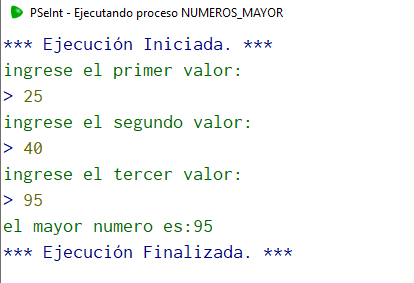 PSeInt - Ejecutando proceso NUMEROS_MAYOR
*** Ejecución Iniciada. ***
ingrese el primer valor:
> 25
ingrese el segundo valor:
> 40
ingrese el tercer valor:
> 95
el mayor numero es:95
*** Ejecución Finalizada. ***